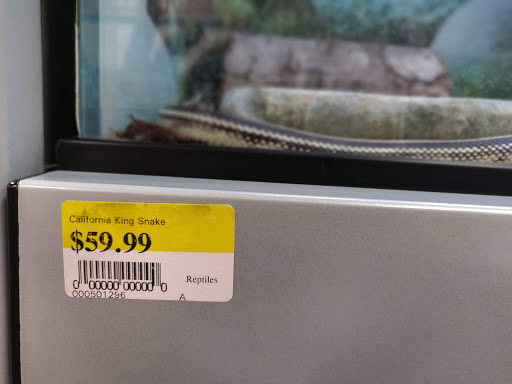 California King Snake
$59.99
0 00000 00000 0
Reptiles
000501296
A